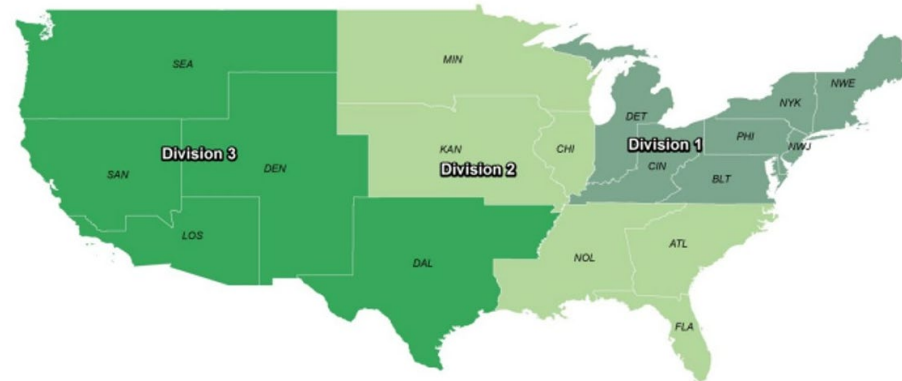 SEA
MIN
NWE
NYK
DET
PHI
NWJ
Division 1
KAN
CHI
Division 3
Division 2
CIN
DEN
SAN
BLT
LOS
ATL
NOL
DAL
FLA